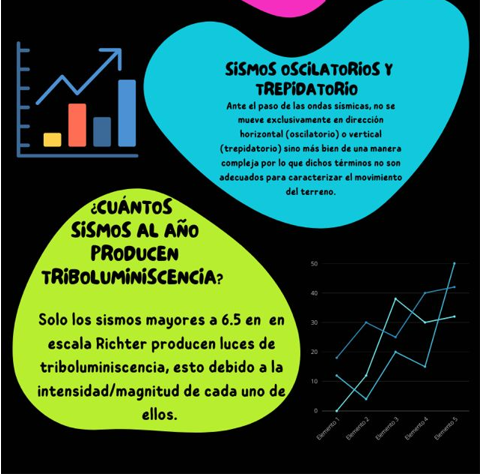 SISMOS OSCILATORIOS Y
TREPIDATORIO
Ante el paso de las ondas sísmicas, no se
mueve exclusivamente en dirección
horizontal (oscilatorio) o vertical
(trepidatorio) sino más bien de una manera
compleja por lo que dichos términos no son
adecuados para caracterizar el movimiento
del terreno.
¿CUÁNTOS
SISMOS AL AÑO
PRODUCEN
TRIBOLUMINISCENCIA?
Solo los sismos mayores a 6.5 en  en
escala Richter producen luces de
triboluminiscencia, esto debido a la
intensidad/magnitud de cada uno de
ellos.
50
40
30
20
10
0
Elemento 1
Elemento 2
Elemento 3
Elemento 4
Elemento 5